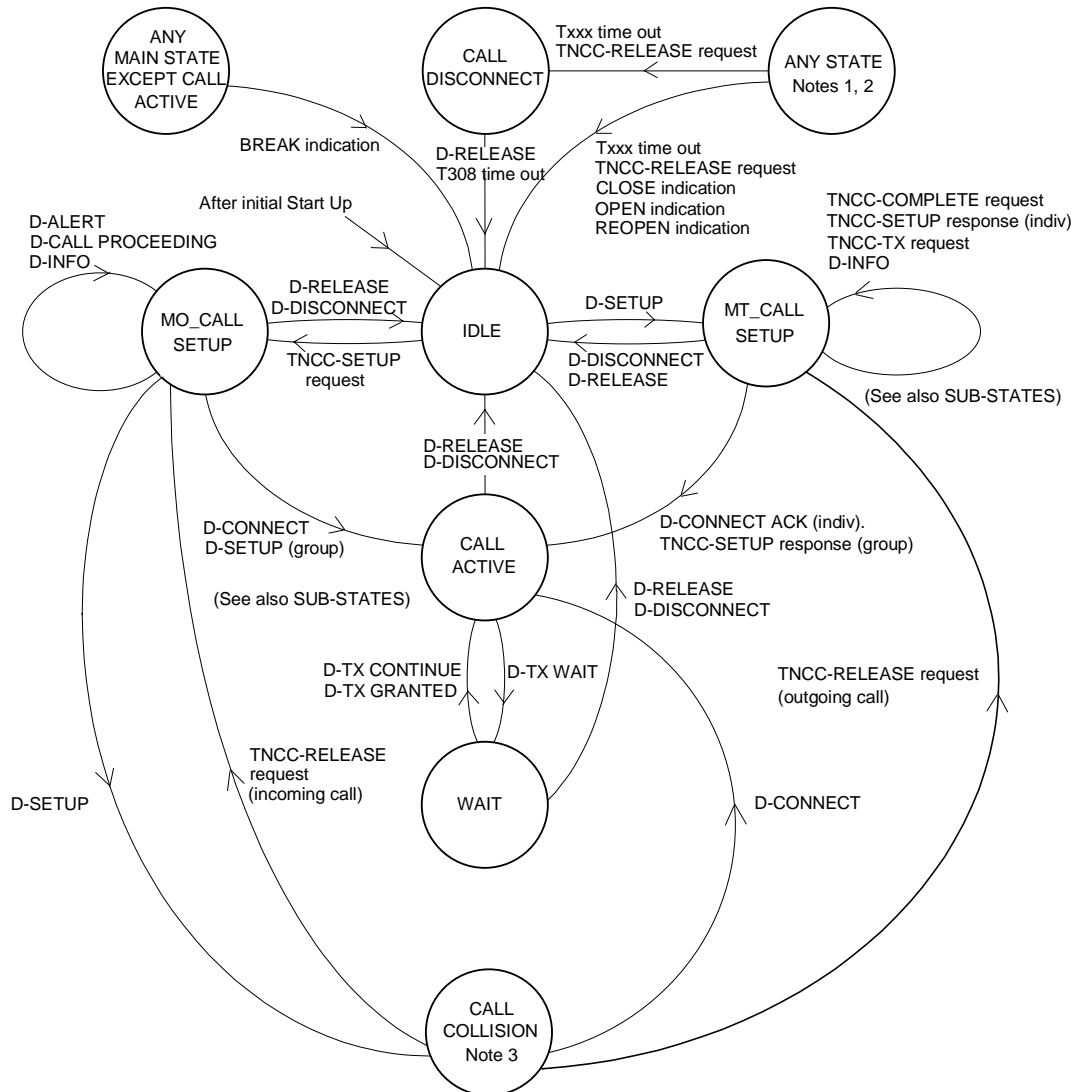 ANY
MAIN STATE
EXCEPT CALL
ACTIVE
CALL
DISCONNECT
Txxx time out
TNCC-RELEASE request
ANY STATE
Notes 1, 2
BREAK indication
D-RELEASE
T308 time out
Txxx time out
TNCC-RELEASE request
CLOSE indication
OPEN indication
REOPEN indication
After initial Start Up
D-ALERT
D-CALL PROCEEDING
D-INFO
TNCC-COMPLETE request
TNCC-SETUP response (indiv)
TNCC-TX request
D-INFO
MO_CALL
SETUP
D-RELEASE
D-DISCONNECT
TNCC-SETUP
request
IDLE
D-SETUP
D-DISCONNECT
D-RELEASE
MT_CALL
SETUP
(See also SUB-STATES)
D-RELEASE
D-DISCONNECT
D-CONNECT
D-SETUP (group)
CALL
ACTIVE
D-CONNECT ACK (indiv).
TNCC-SETUP response (group)
(See also SUB-STATES)
D-RELEASE
D-DISCONNECT
D-TX CONTINUE
D-TX GRANTED
D-TX WAIT
TNCC-RELEASE request
(outgoing call)
TNCC-RELEASE
request
(incoming call)
WAIT
D-SETUP
D-CONNECT
CALL
COLLISION
Note 3